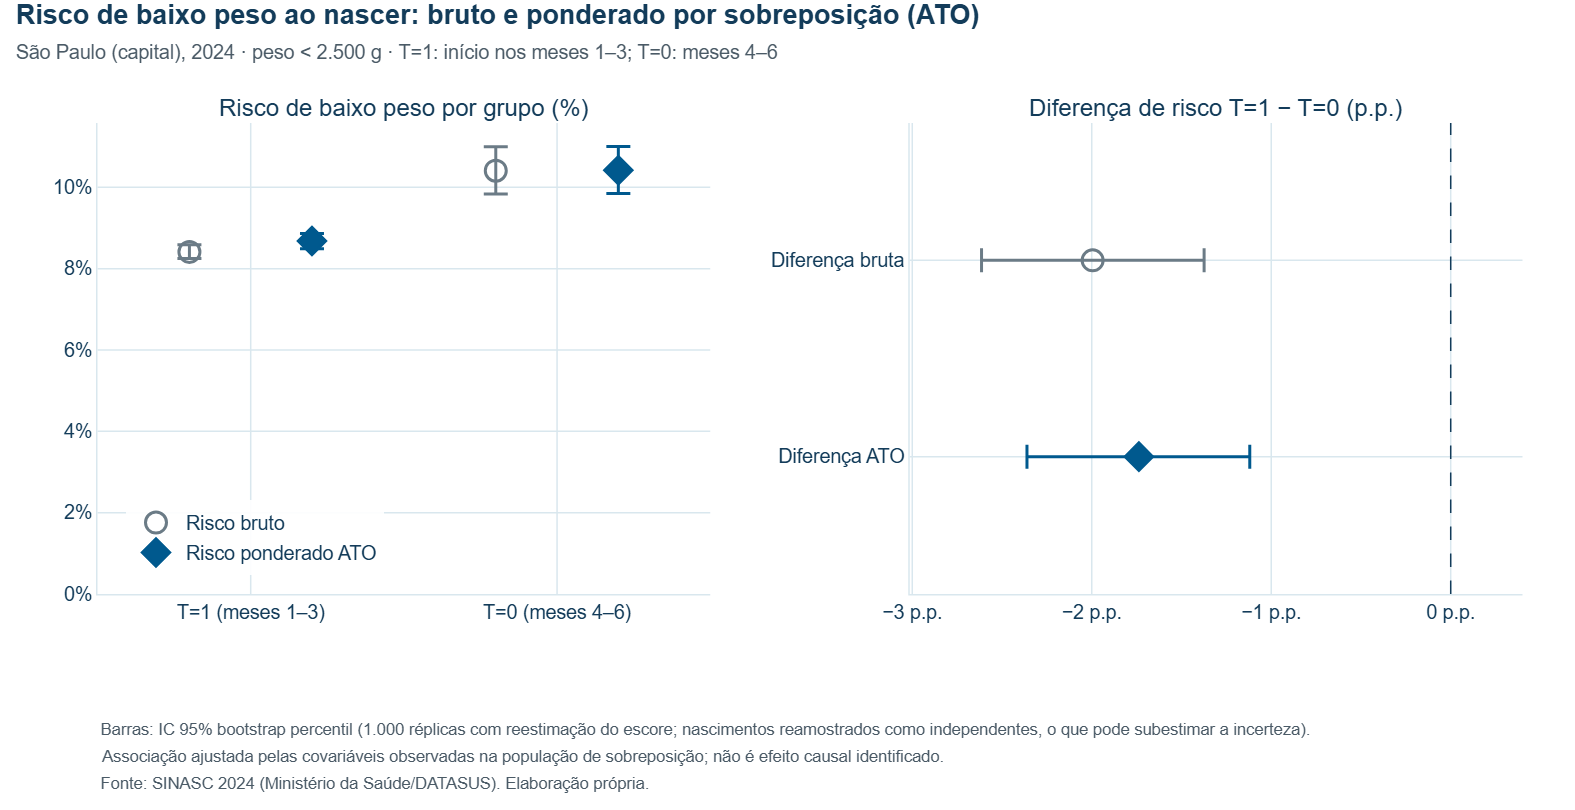 Risco de baixo peso ao nascer: bruto e ponderado por sobreposição (ATO)
São Paulo (capital), 2024 · peso < 2.500 g · T=1: início nos meses 1–3; T=0: meses 4–6
Risco de baixo peso por grupo (%)
10%
8%
6%
4%
2%
0%
Risco bruto
Risco ponderado ATO
T=1 (meses 1–3)
T=0 (meses 4–6)
Diferença de risco T=1 − T=0 (p.p.)
Diferença bruta
Diferença ATO
−3 p.p.
−2 p.p.
−1 p.p.
0 p.p.
Barras: IC 95% bootstrap percentil (1.000 réplicas com reestimação do escore; nascimentos reamostrados como independentes, o que pode subestimar a incerteza).
Associação ajustada pelas covariáveis observadas na população de sobreposição; não é efeito causal identificado.
Fonte: SINASC 2024 (Ministério da Saúde/DATASUS). Elaboração própria.